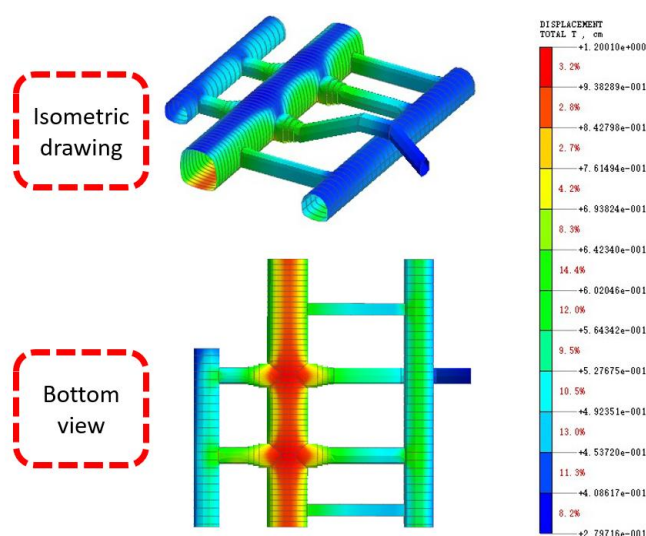 Isometric
drawing
Bottom
view
DISPLACEMENT
TOTAL T , cm
+1.20010e+000
3.2%
+9.38289e-001
2.8%
+8.42798e-001
2.7%
+7.61494e-001
4.2%
+6.93824e-001
8.3%
+6.42340e-001
14.4%
+6.02046e-001
12.0%
+5.64342e-001
9.5%
+5.27675e-001
10.5%
+4.92351e-001
13.0%
+4.53720e-001
11.3%
+4.08617e-001
8.2%
+2.79716e-001